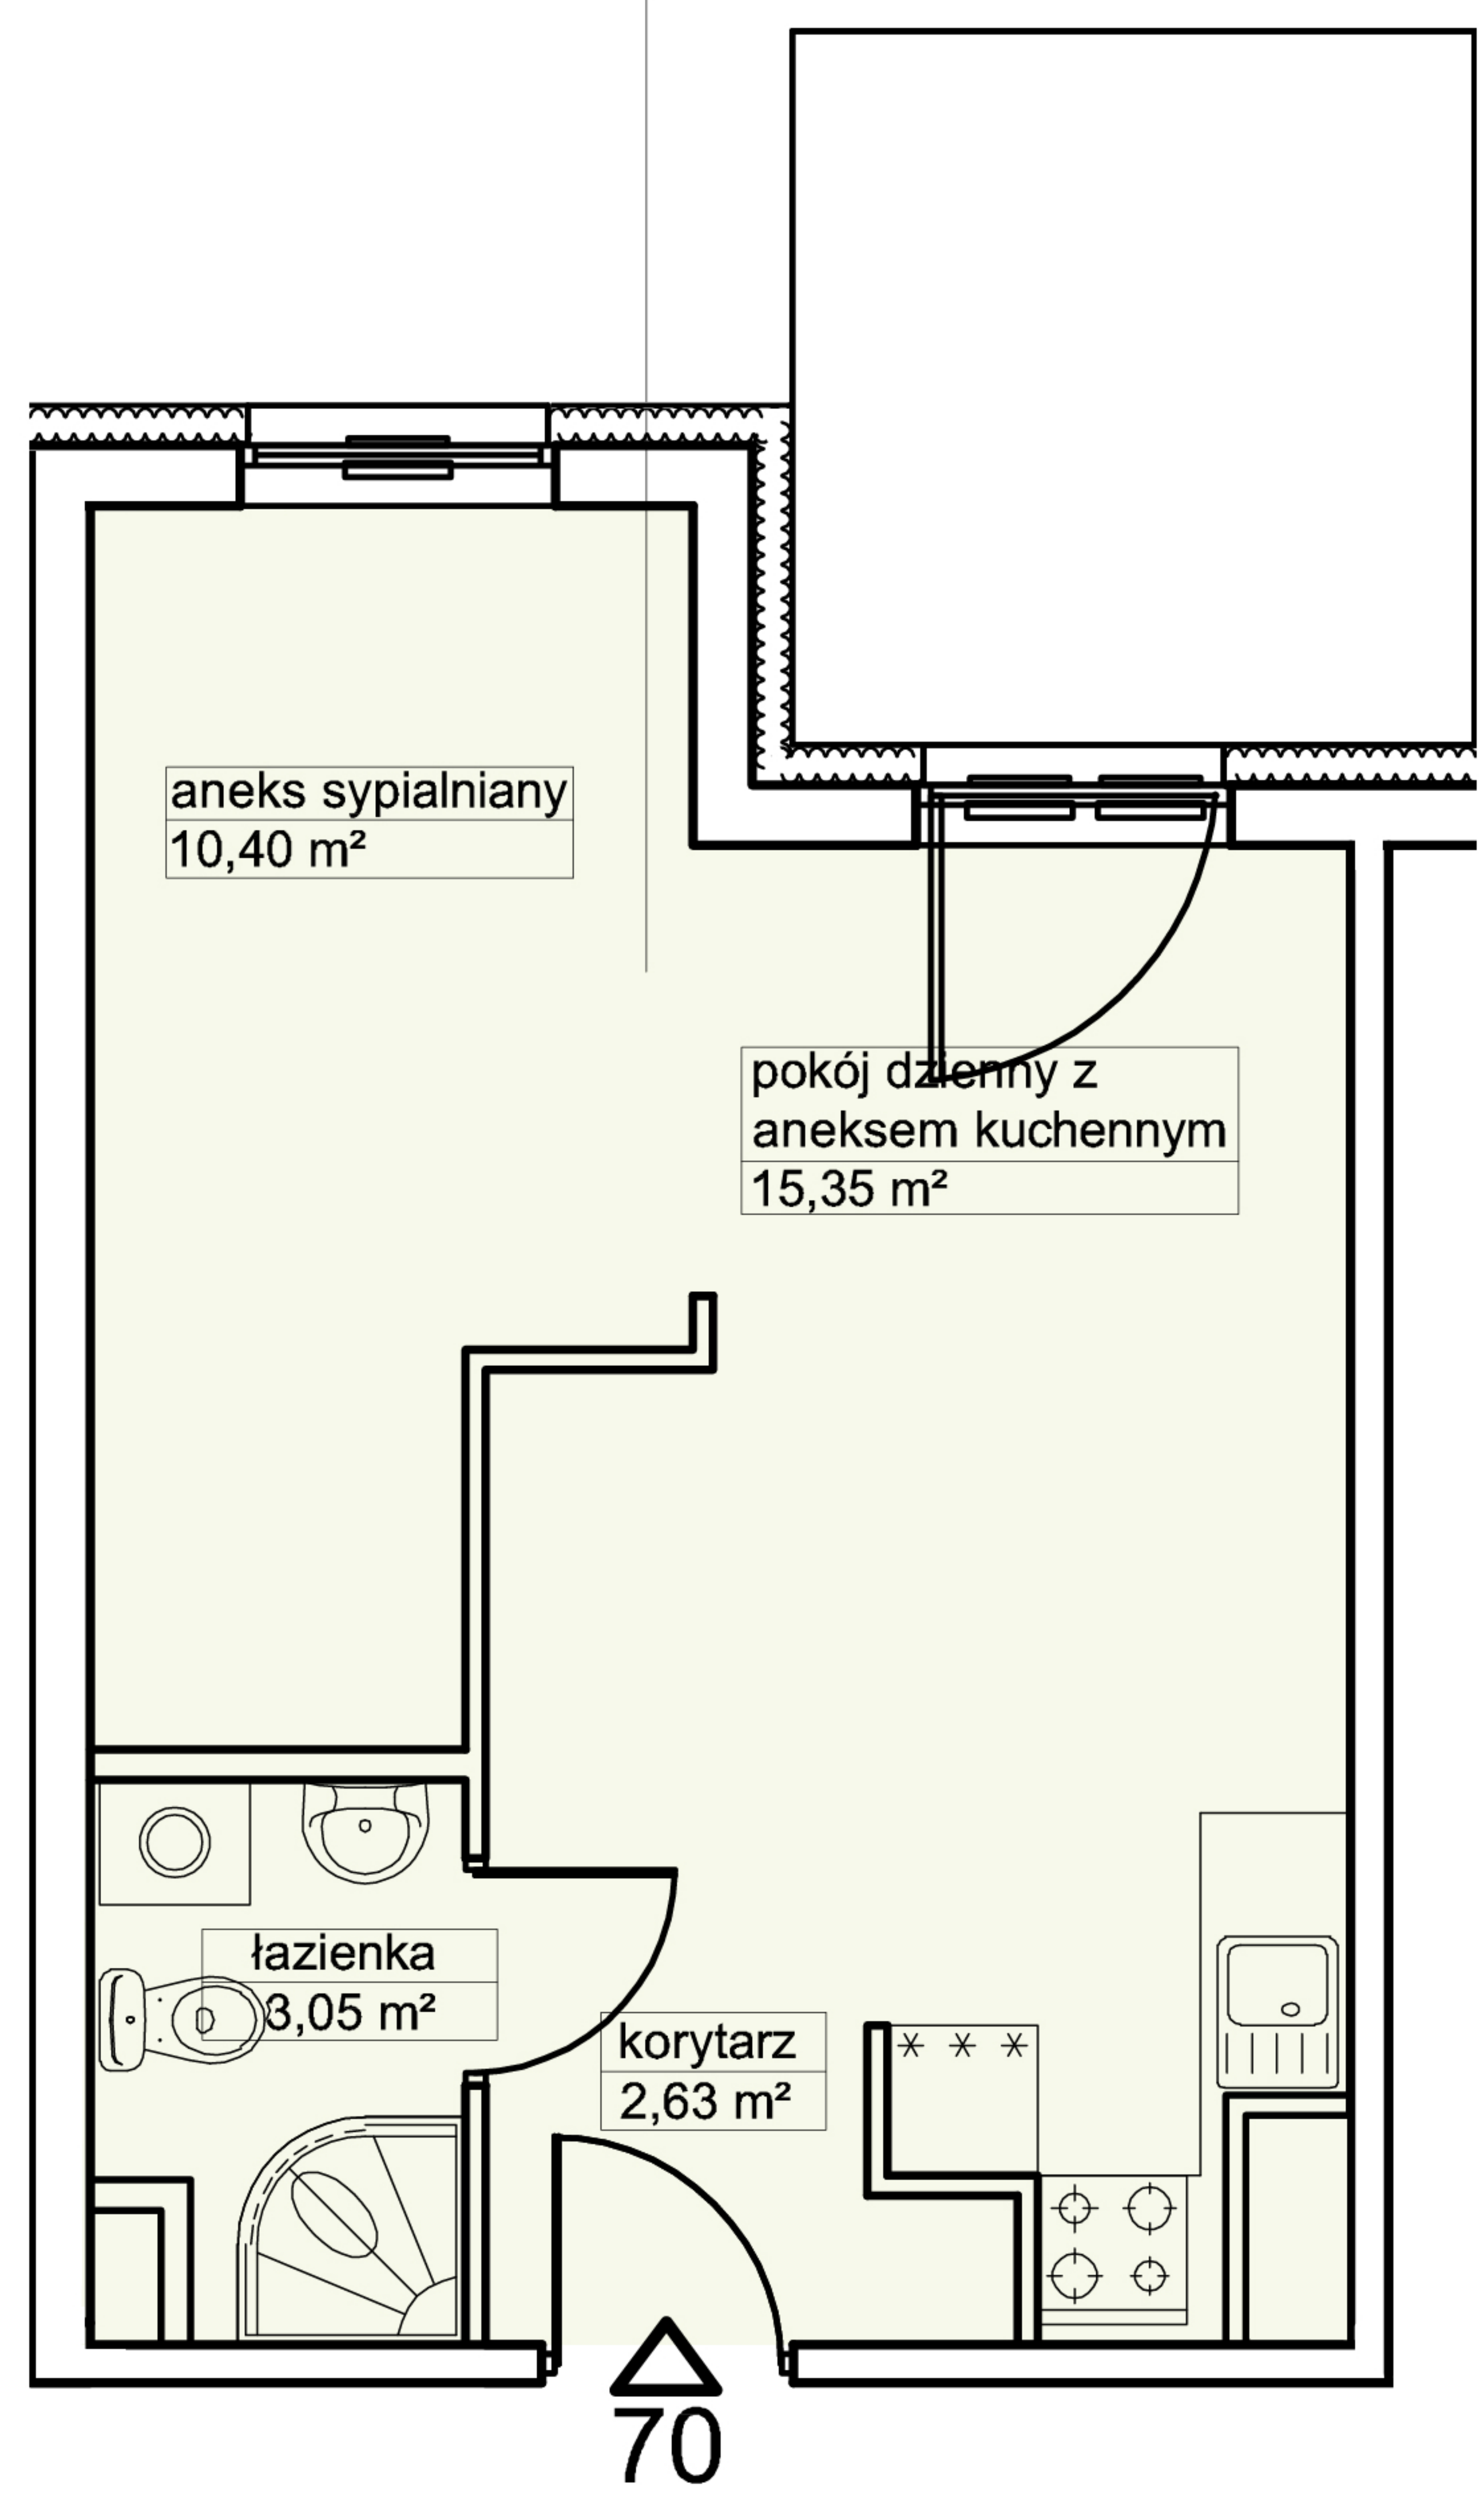 aneks sypialniany
10,40 m²
pokój dzienny z
aneksem kuchennym
15,35 m²
łazienka
3,05 m²
korytarz
2,63 m²
70